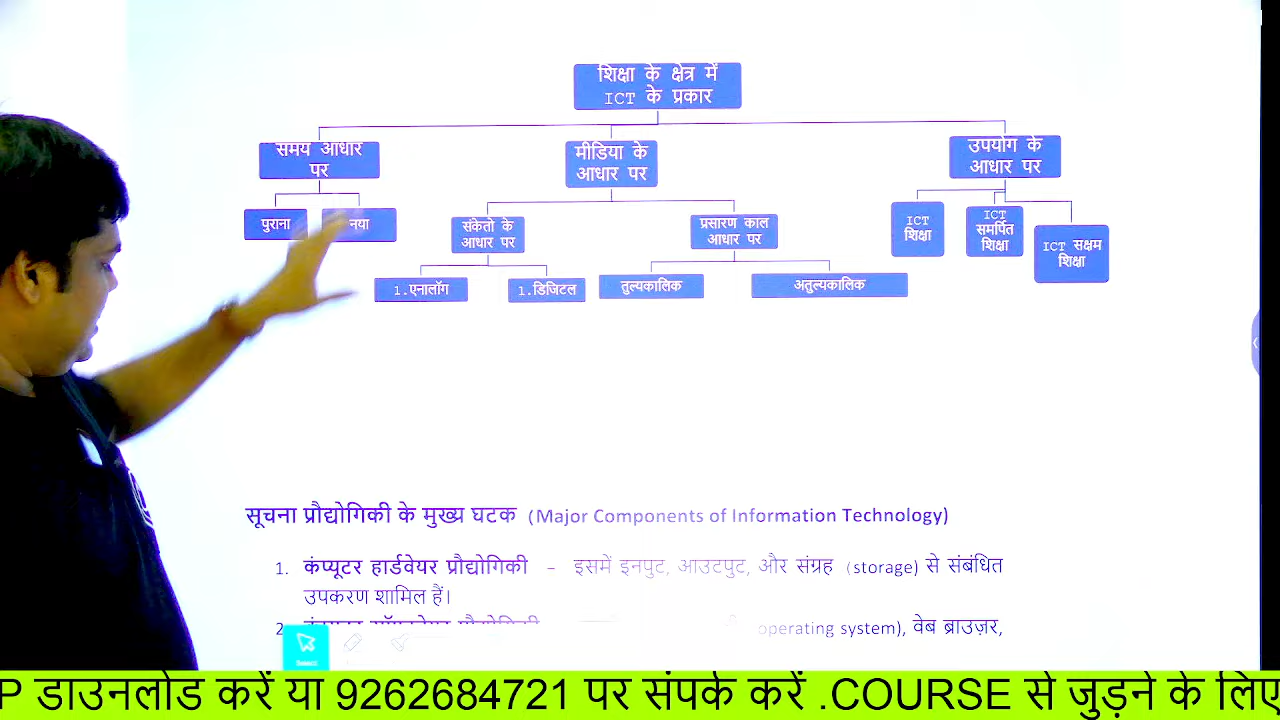 शिक्षा के क्षेत्र में
ICT के प्रकार
समय आधार
पर
मीडिया के
आधार पर
उपयोग के
आधार पर
पुराना
नया
संकेतो के
आधार पर
प्रसारण काल
आधार पर
ICT
शिक्षा
ICT
समर्पित
शिक्षा
ICT सक्षम
शिक्षा
1.एनालॉग
1.डिजिटल
तुल्यकालिक
अतुल्यकालिक
सूचना प्रौद्योगिकी के मुख्य घटक (Major Components of Information Technology)
1. कंप्यूटर हार्डवेयर प्रौद्योगिकी – इसमें इनपुट, आउटपुट, और संग्रह (storage) से संबंधित
उपकरण शामिल हैं।
2 operating system), वेब ब्राउज़र,
Select
P डाउनलोड करें या 9262684721 पर संपर्क करें .COURSE से जुड़ने के लिए